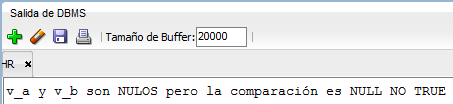 Salida de DBMS
Tamaño de Buffer: 20000
HR
v_a y v_b son NULOS pero la comparación es NULL NO TRUE